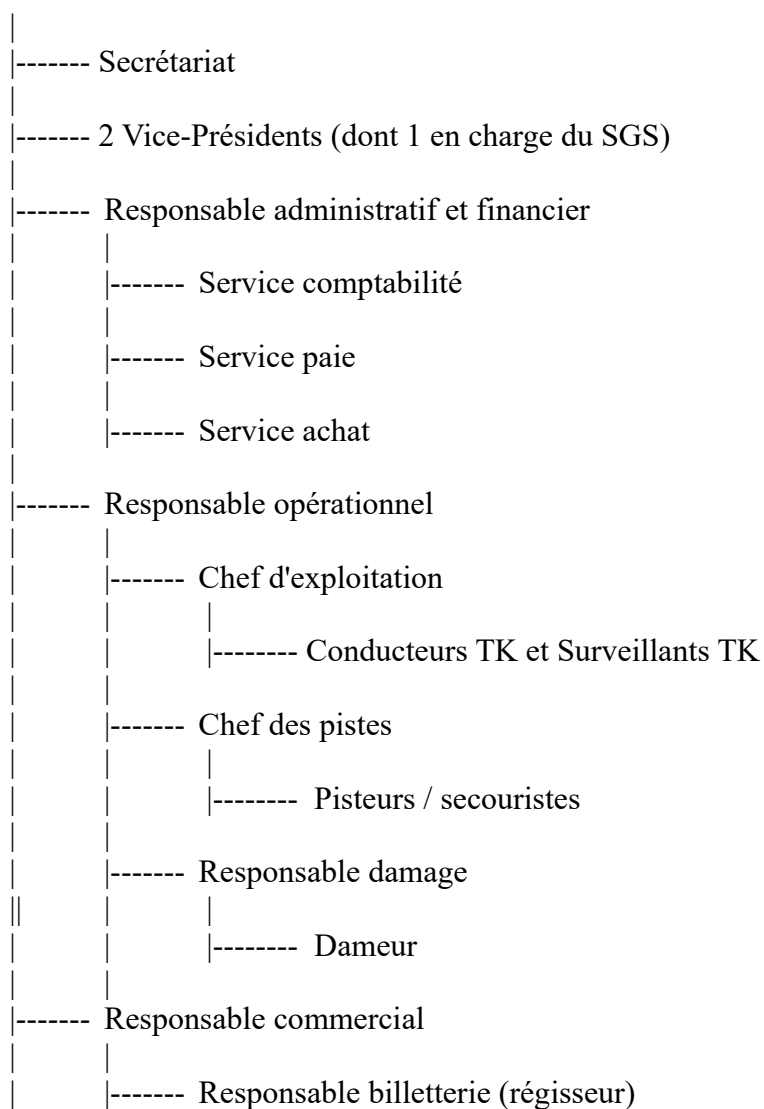 |
|------- Secrétariat
|
|------- 2 Vice-Présidents (dont 1 en charge du SGS)
|
|------- Responsable administratif et financier
| |
| |------- Service comptabilité
| |
| |------- Service paie
| |
| |------- Service achat
|
|------- Responsable opérationnel
| |
| |------- Chef d'exploitation
| | |
| | |-------- Conducteurs TK et Surveillants TK
| |
| |------- Chef des pistes
| | |
| | |-------- Pisteurs / secouristes
| |
| |------- Responsable damage
|| | |
| | |-------- Dameur
| |
|------- Responsable commercial
| |
| |------- Responsable billetterie (régisseur)